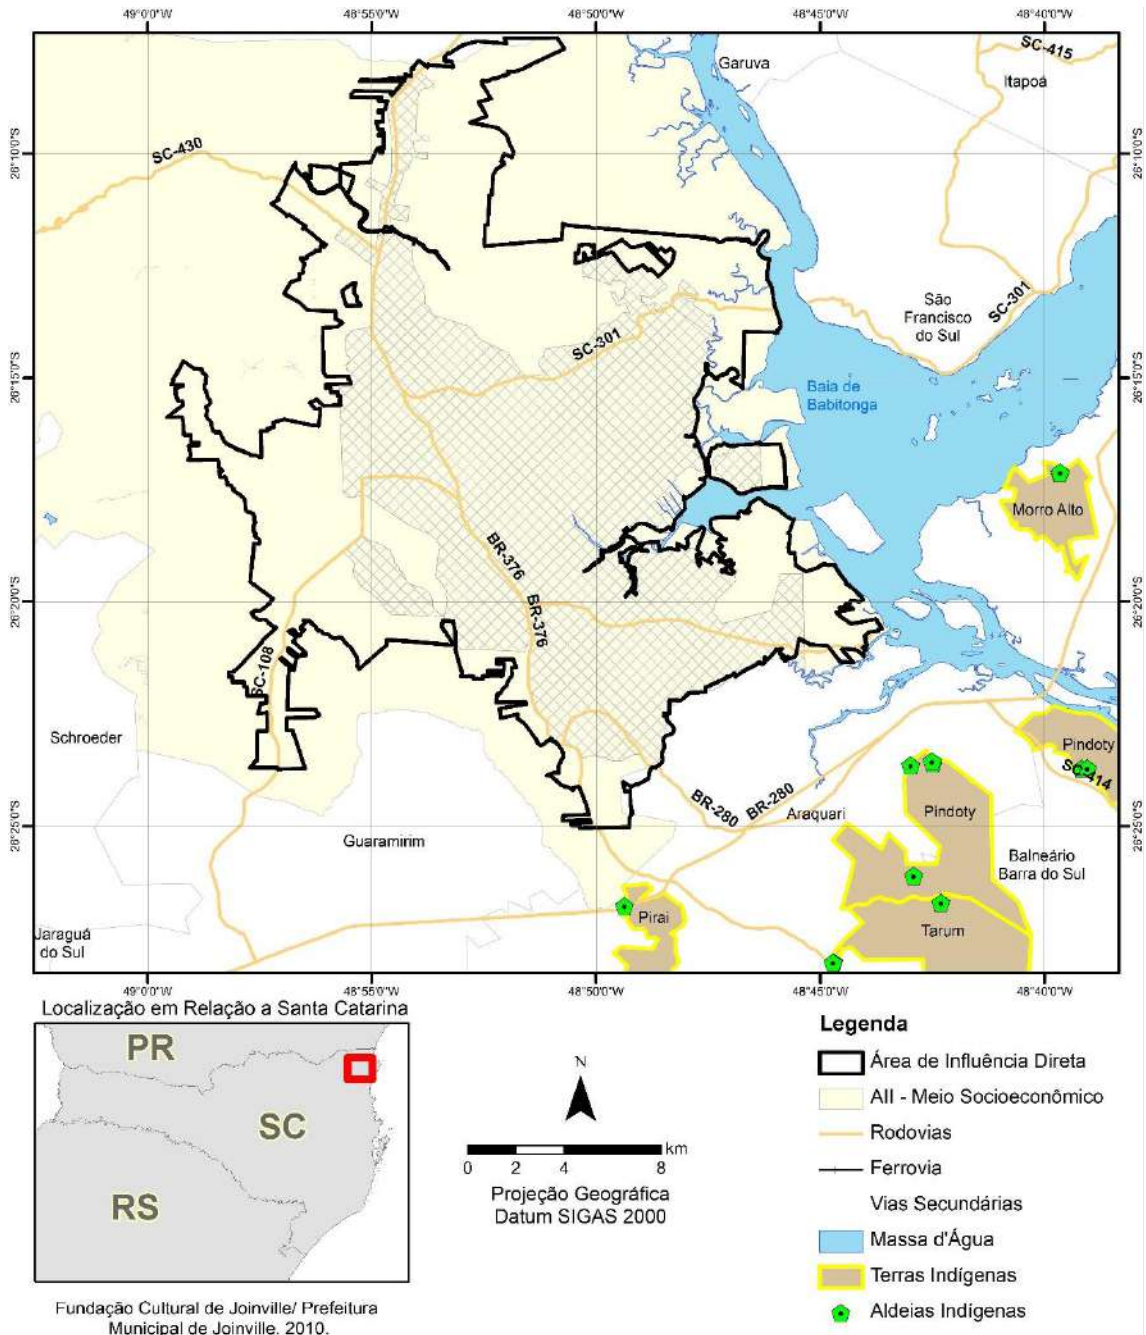 49°0'0"W
48°55'0"W
48°50'0"W
48°45'0"W
48°40'0"W
SC-415
Garuva
Itapoá
26°10'0"S
SC-430
26°10'0"S
São
Francisco
do Sul
SC-301
SC-301
26°15'0"S
26°15'0"S
Baia de
Babitonga
Morro Alto
BR-376
26°20'0"S
26°20'0"S
BR-376
SC-108
Schroeder
Pindoty
SC-414
BR-280
BR-280
Araquari
Pindoty
26°25'0"S
26°25'0"S
Guaramirim
Balneário
Barra do Sul
Pirai
Tarum
Jaraguá
do Sul
49°0'0"W
48°55'0"W
48°50'0"W
48°45'0"W
48°40'0"W
Localização em Relação a Santa Catarina
PR
SC
RS
Fundação Cultural de Joinville/ Prefeitura
Municipal de Joinville, 2010.
N
km
0 2 4 8
Projeção Geográfica
Datum SIGAS 2000
Legenda
Área de Influência Direta
AII - Meio Socioeconômico
Rodovias
Ferrovia
Vias Secundárias
Massa d'Água
Terras Indígenas
Aldeias Indígenas